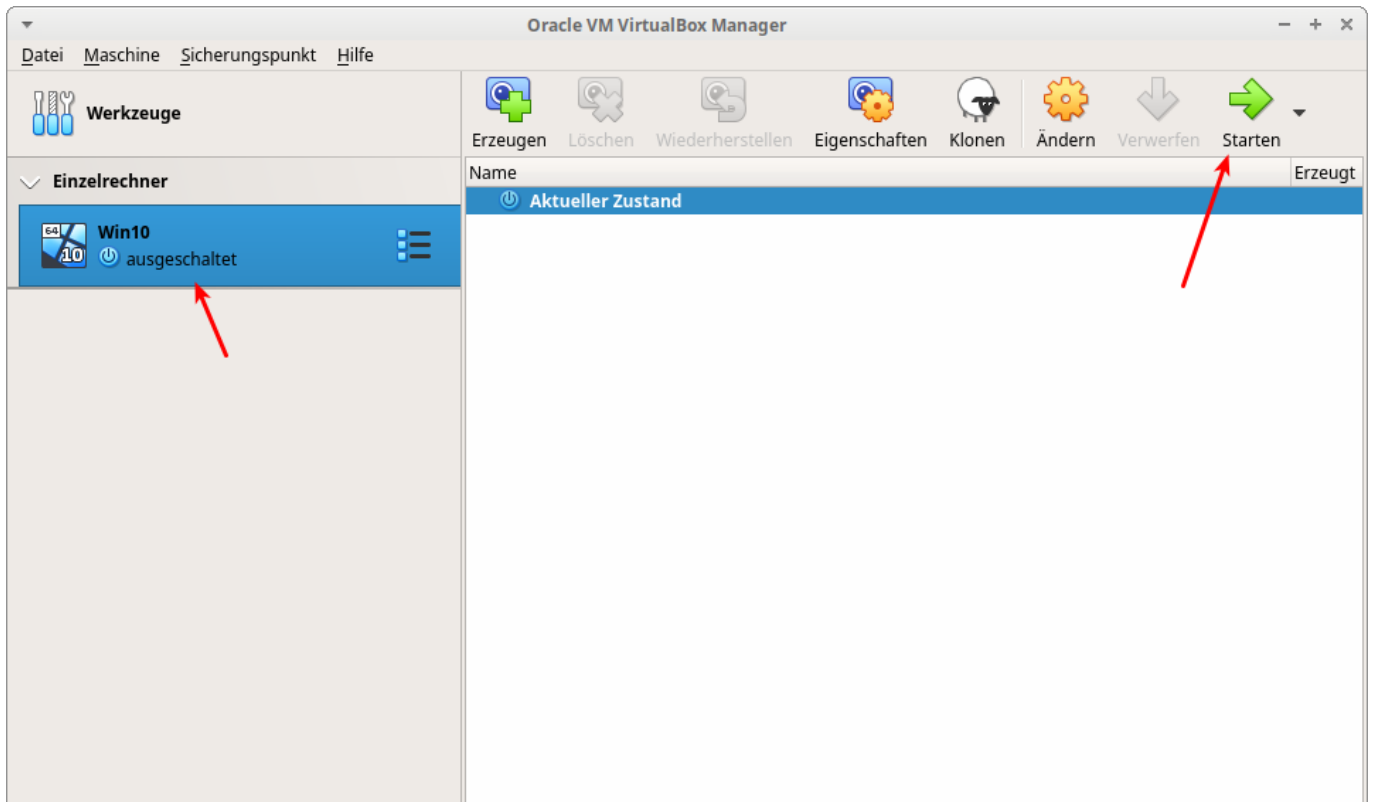 Oracle VM VirtualBox Manager
Datei Maschine Sicherungspunkt Hilfe
Werkzeuge
Erzeugen Löschen Wiederherstellen Eigenschaften Klonen Ändern Verwerfen Starten
Einzelrechner
Name Erzeugt
Aktueller Zustand
64
10
Win10
ausgeschaltet